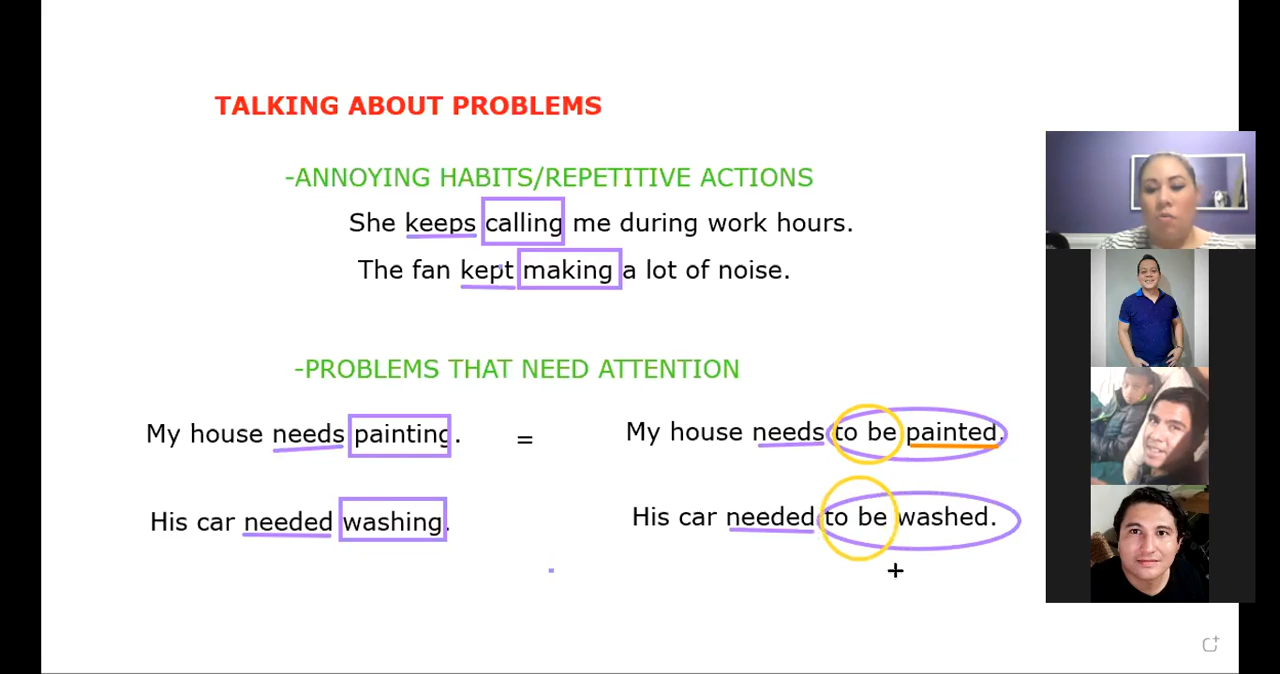 TALKING ABOUT PROBLEMS
-ANNOYING HABITS/REPETITIVE ACTIONS
She keeps calling me during work hours.
The fan kept making a lot of noise.
-PROBLEMS THAT NEED ATTENTION
My house needs painting. = My house needs to be painted.
His car needed washing. His car needed to be washed.